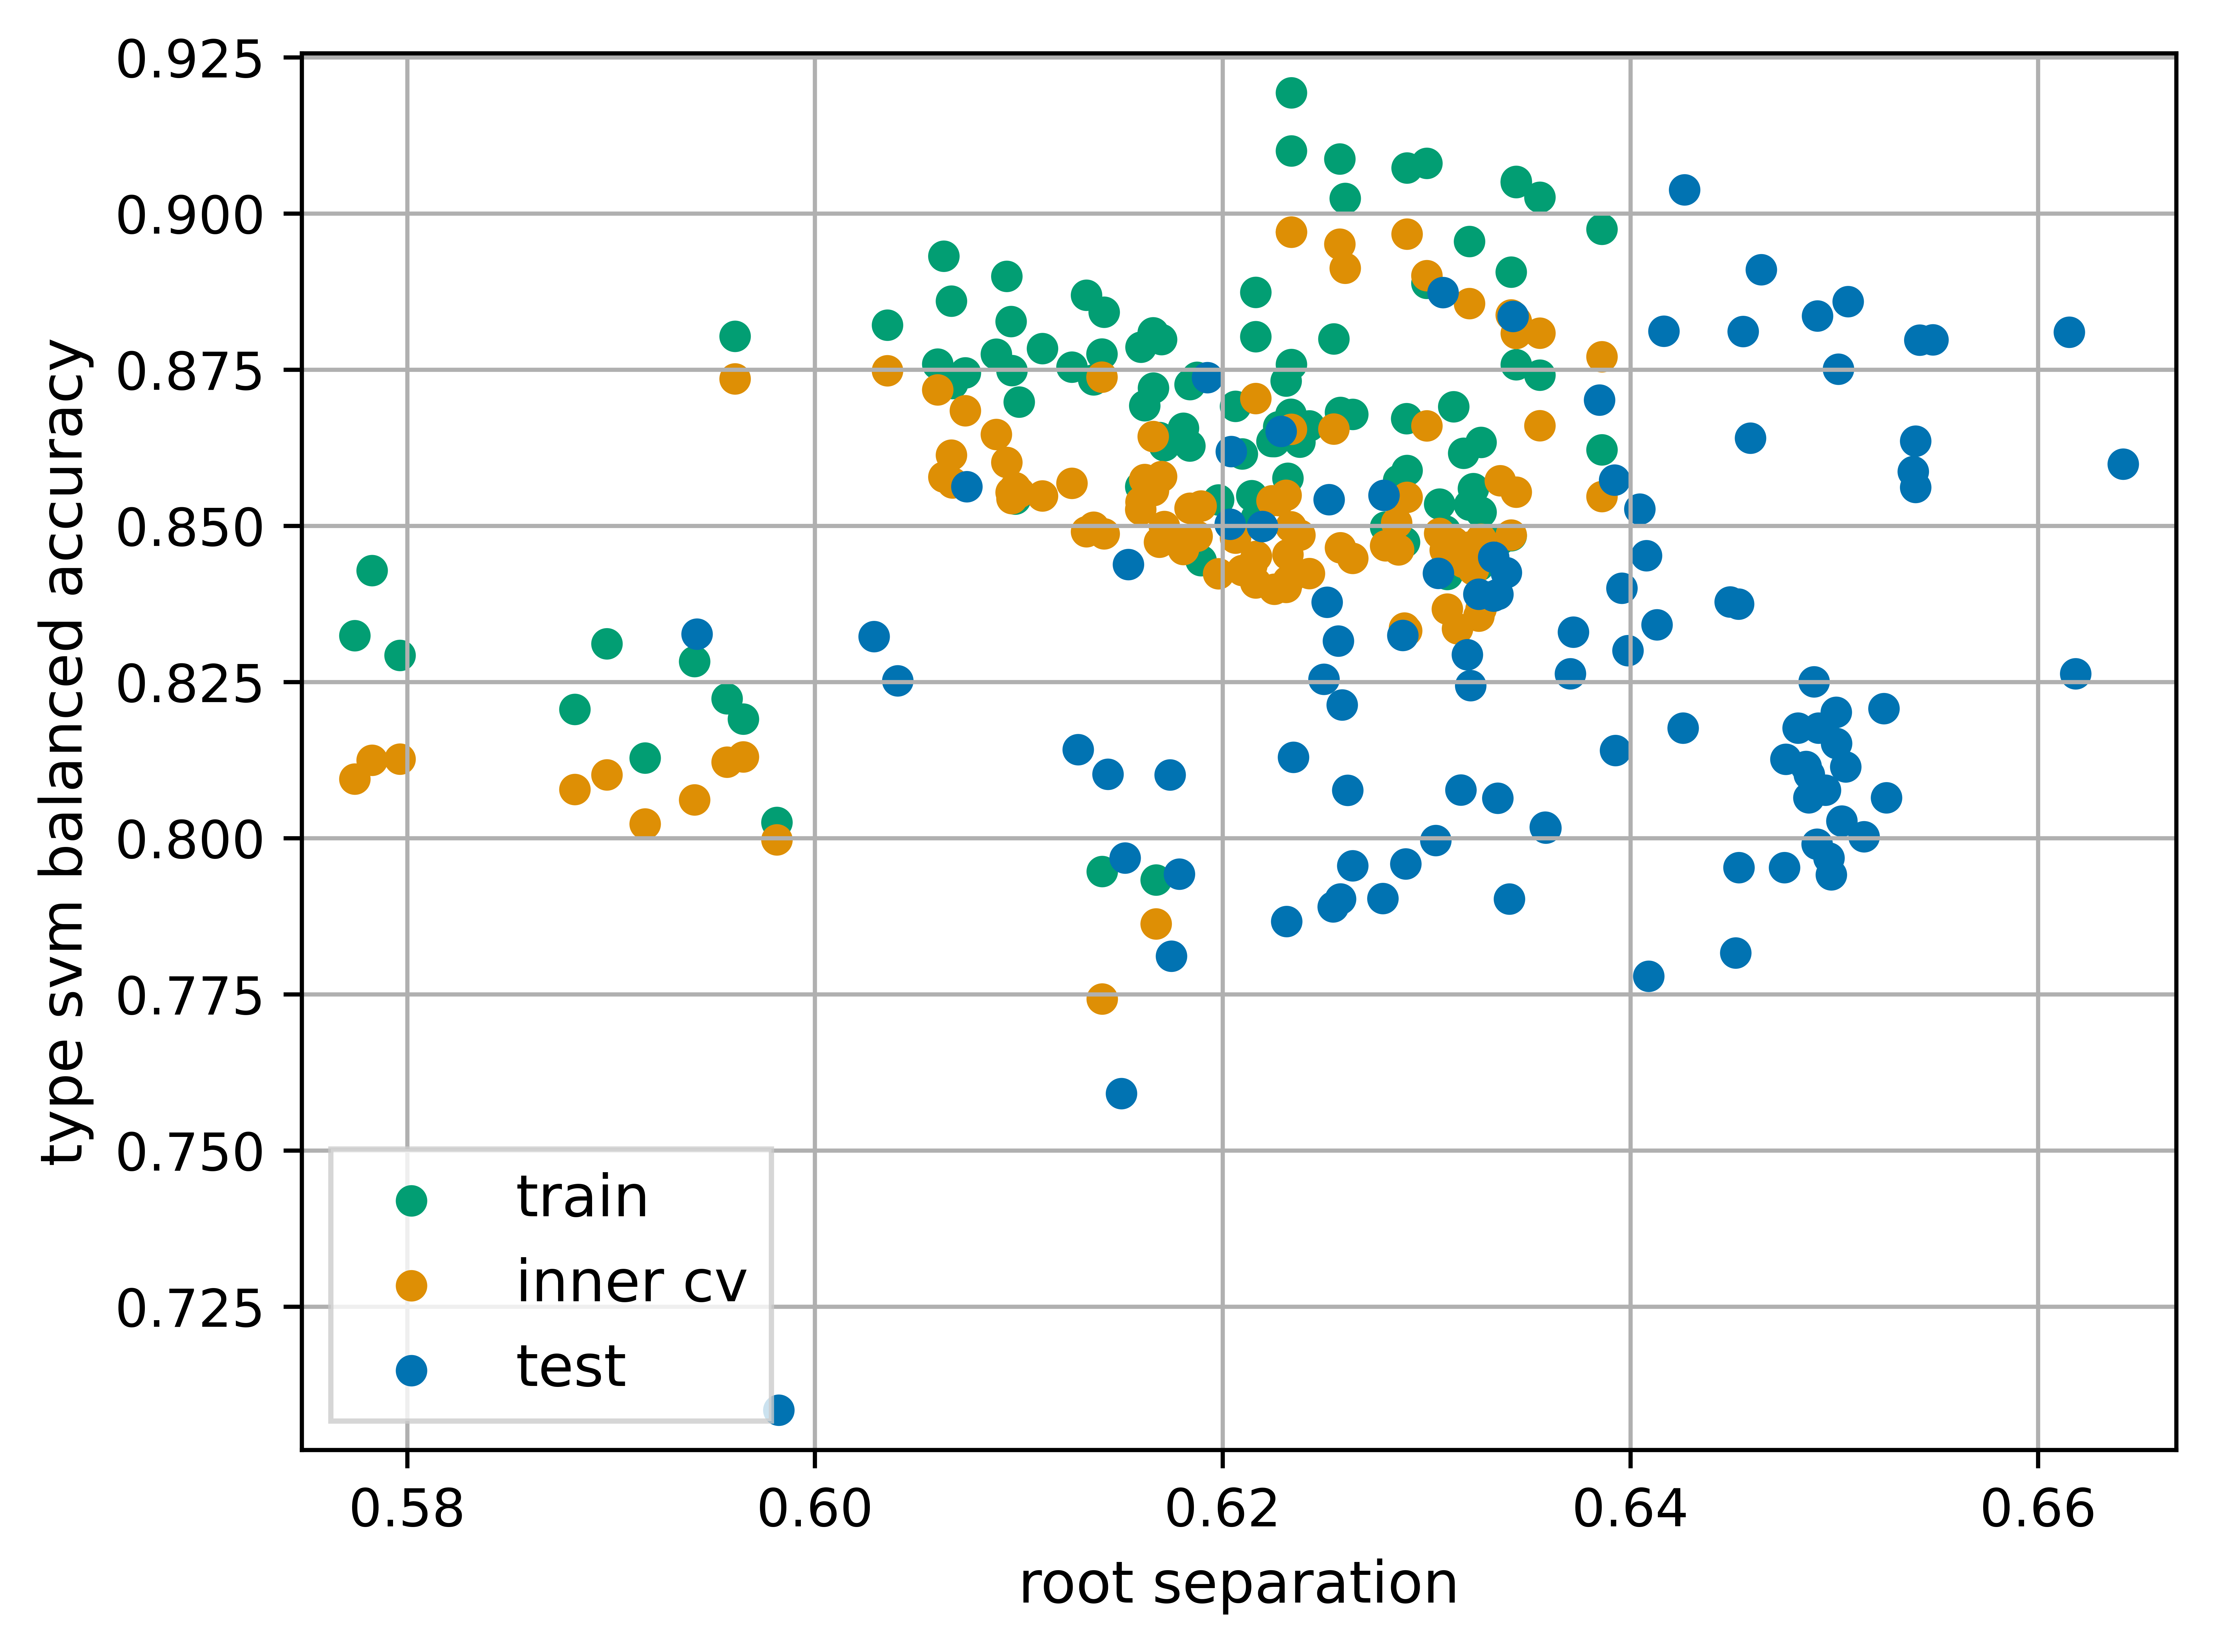 type svm balanced accuracy
0.925
0.900
0.875
0.850
0.825
0.800
0.775
0.750
0.725
train
inner cv
test
0.58 0.60 0.62 0.64 0.66
root separation